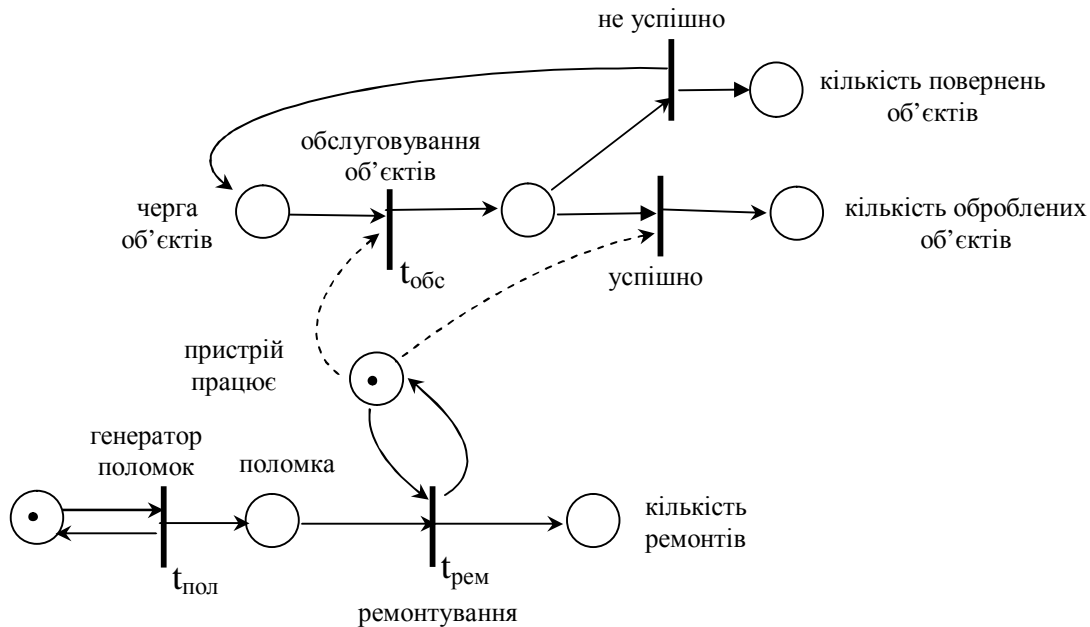 не успішно
кількість повернень
об’єктів
обслуговування
об’єктів
черга
об’єктів
кількість оброблених
об’єктів
tобс
успішно
пристрій
працює
генератор
поломок
поломка
кількість
ремонтів
tпол
tрем
ремонтування